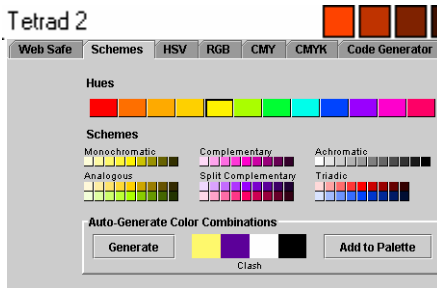 Tetrad 2
Web Safe Schemes HSV RGB CMY CMYK Code Generator
Hues
Schemes
Monochromatic Complementary Achromatic
Analogous Split Complementary Triadic
Auto-Generate Color Combinations
Generate Add to Palette
Clash